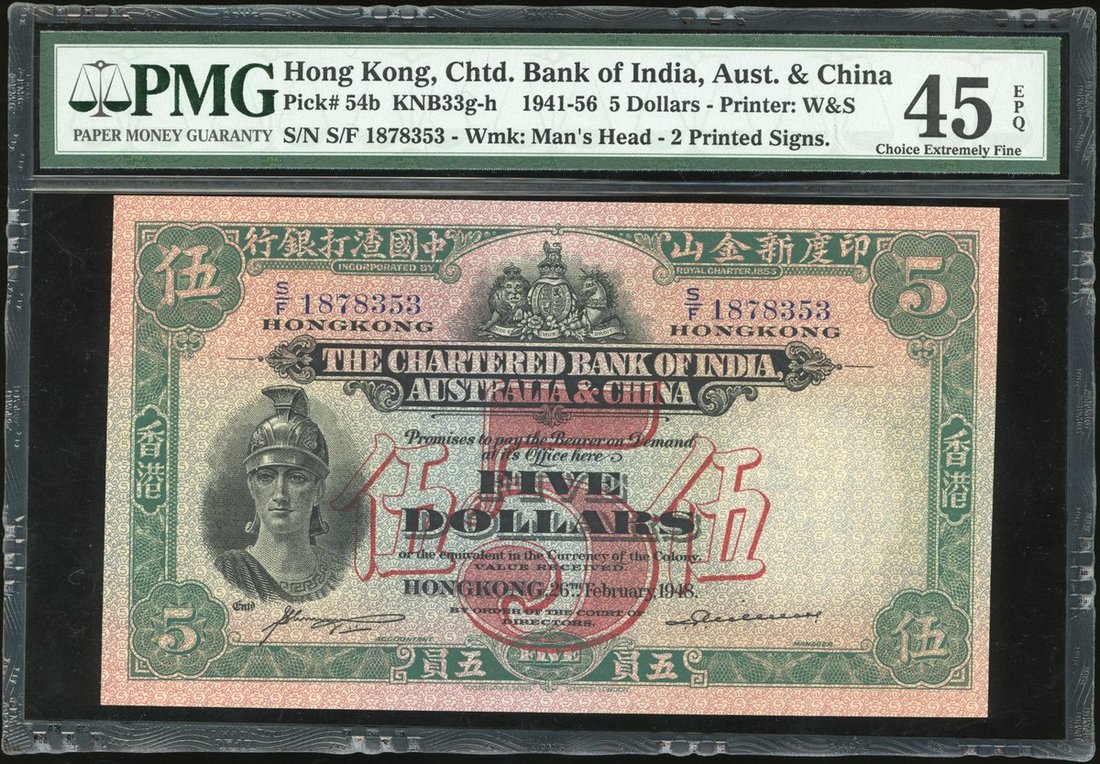 PMG
PAPER MONEY GUARANTY
Hong Kong, Chtd. Bank of India, Aust. & China
Pick# 54b KNB33g-h 1941-56 5 Dollars - Printer: W&S
S/N S/F 1878353 - Wmk: Man's Head - 2 Printed Signs.
45
EPQ
Choice Extremely Fine
行銀打渣國中
山金新度印
伍
5
INCORPORATED BY
ROYAL CHARTER 1853
S/F 1878353
S/F 1878353
HONGKONG
HONGKONG
THE CHARTERED BANK OF INDIA,
AUSTRALIA & CHINA
Promises to pay the Bearer on Demand
at its Office here
伍
5
伍
FIVE
DOLLARS
or the equivalent in the Currency of the Colony.
VALUE RECEIVED.
HONGKONG, 26TH February, 1948.
BY ORDER OF THE COURT OF
DIRECTORS.
香港
香港
Entd
ACCOUNTANT
MANAGER
5
員五
FIVE
員五
伍